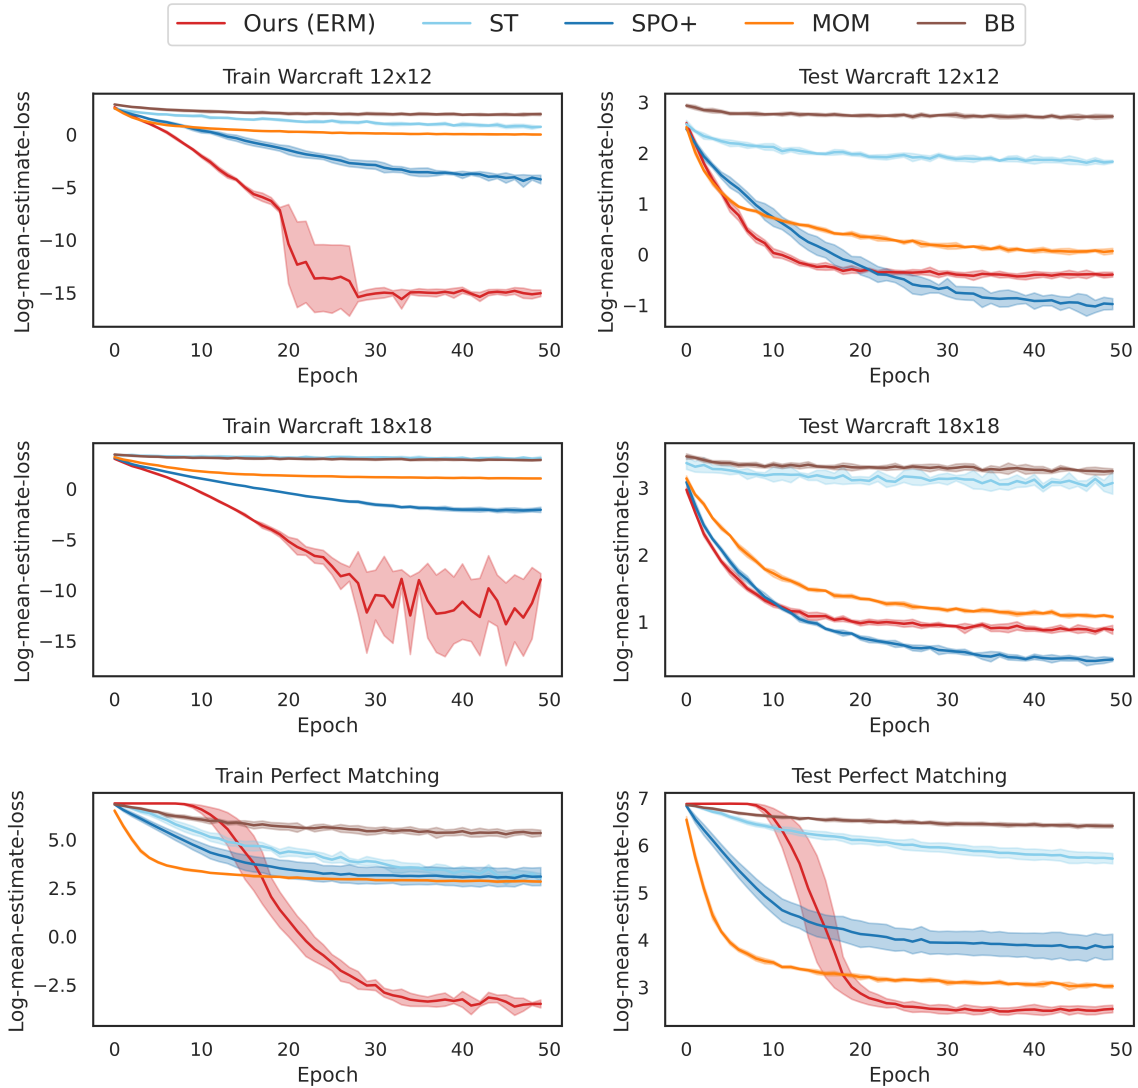 Ours (ERM) ST SPO+ MOM BB
Train Warcraft 12x12
Log-mean-estimate-loss
0
−5
−10
−15
0 10 20 30 40 50
Epoch
Test Warcraft 12x12
Log-mean-estimate-loss
3
2
1
0
−1
0 10 20 30 40 50
Epoch
Train Warcraft 18x18
Log-mean-estimate-loss
0
−5
−10
−15
0 10 20 30 40 50
Epoch
Test Warcraft 18x18
Log-mean-estimate-loss
3
2
1
0 10 20 30 40 50
Epoch
Train Perfect Matching
Log-mean-estimate-loss
5.0
2.5
0.0
−2.5
0 10 20 30 40 50
Epoch
Test Perfect Matching
Log-mean-estimate-loss
7
6
5
4
3
0 10 20 30 40 50
Epoch